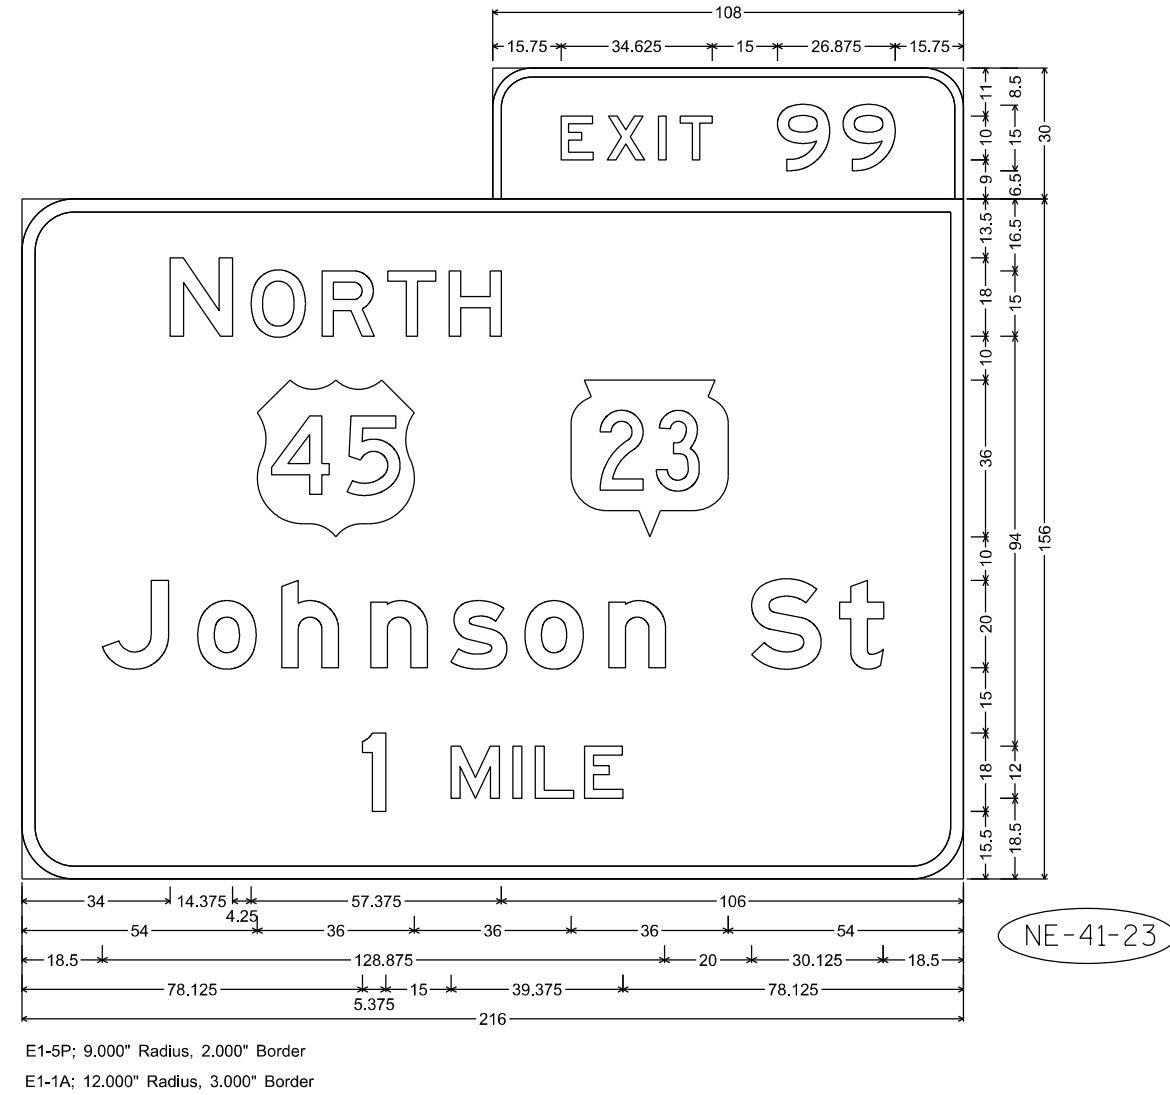 108
15.75 34.625 15 26.875 15.75
EXIT 99
11 10 9
8.5 15 6.5
30
NORTH
45 23
Johnson St
1 MILE
13.5 18 10 36 10 20 15 18 15.5
16.5 15 94 12 18.5
156
34 14.375 4.25 57.375 106
54 36 36 36 54
18.5 128.875 20 30.125 18.5
78.125 5.375 15 39.375 78.125
216
NE-41-23
E1-5P; 9.000" Radius, 2.000" Border
E1-1A; 12.000" Radius, 3.000" Border